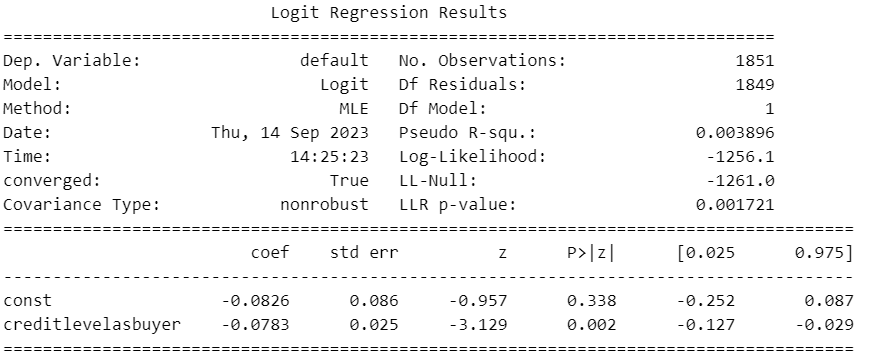 Logit Regression Results
==============================================================================
Dep. Variable: default No. Observations: 1851
Model: Logit Df Residuals: 1849
Method: MLE Df Model: 1
Date: Thu, 14 Sep 2023 Pseudo R-squ.: 0.003896
Time: 14:25:23 Log-Likelihood: -1256.1
converged: True LL-Null: -1261.0
Covariance Type: nonrobust LLR p-value: 0.001721
======================================================================================
coef std err z P>|z| [0.025 0.975]
--------------------------------------------------------------------------------------
const -0.0826 0.086 -0.957 0.338 -0.252 0.087
creditlevelasbuyer -0.0783 0.025 -3.129 0.002 -0.127 -0.029
======================================================================================